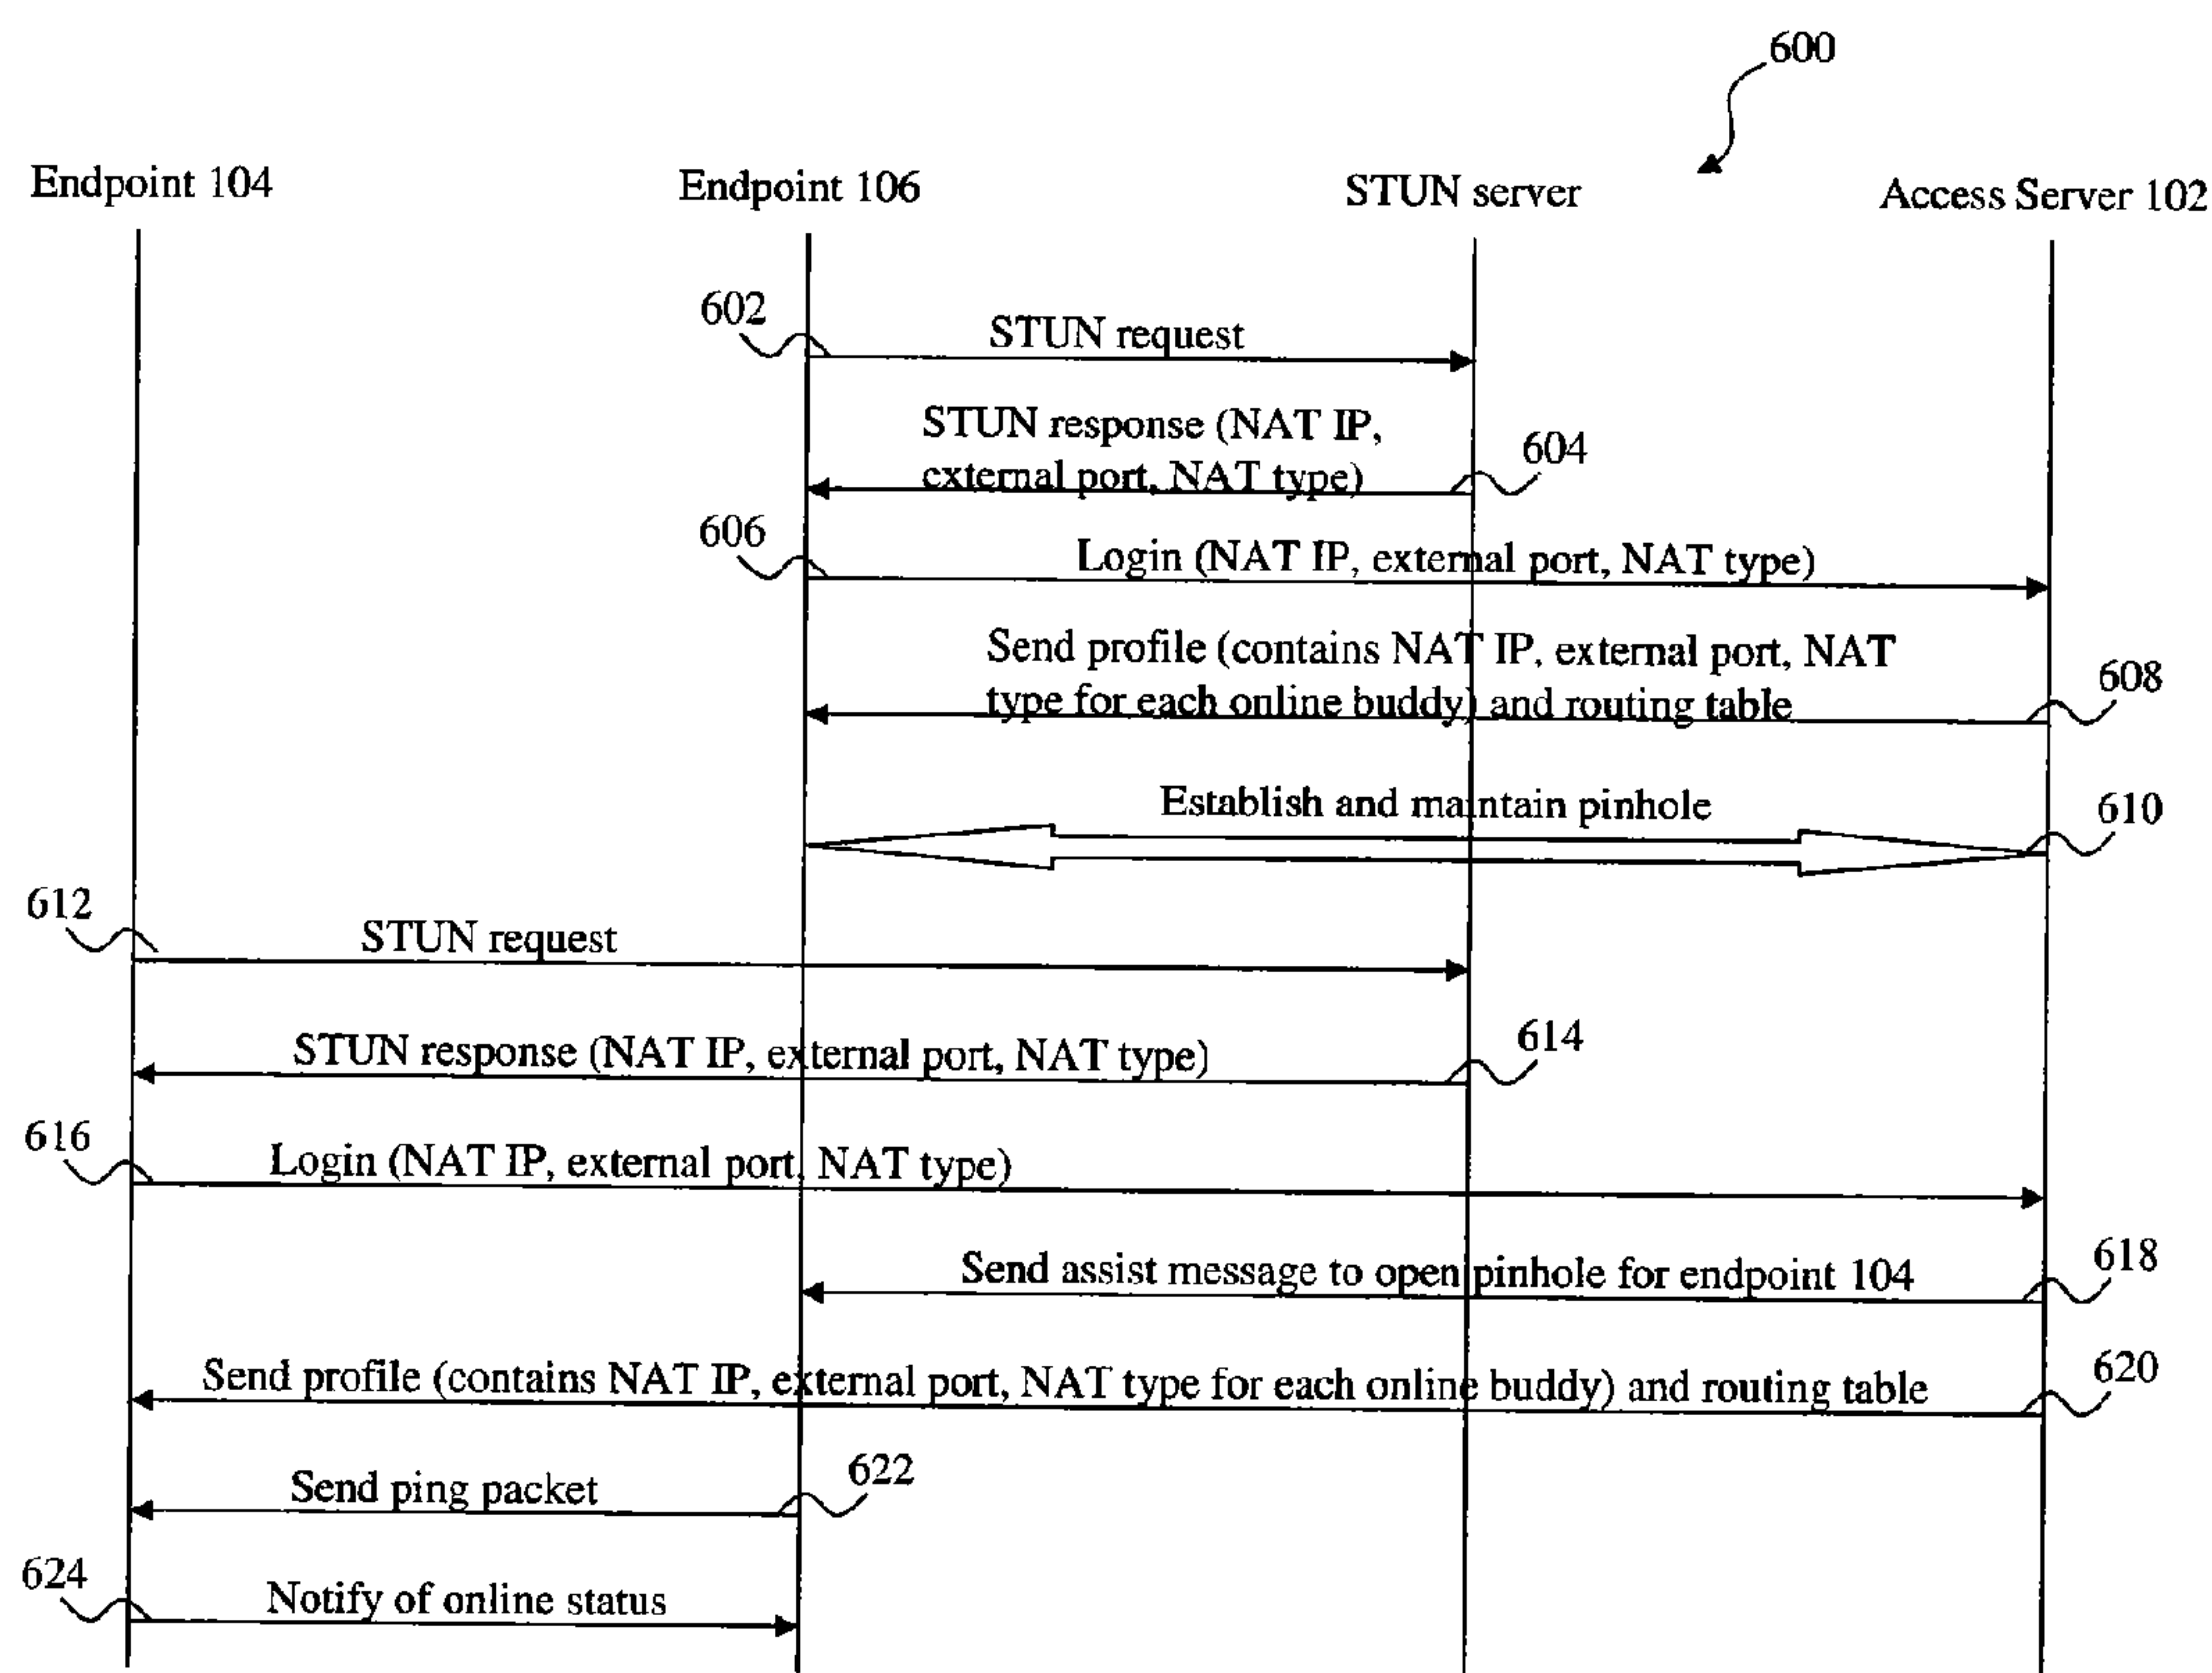 600
Endpoint 104
Endpoint 106
STUN server
Access Server 102
602
STUN request
STUN response (NAT IP,
external port, NAT type)
604
606
Login (NAT IP, external port, NAT type)
Send profile (contains NAT IP, external port, NAT
type for each online buddy) and routing table
608
Establish and maintain pinhole
610
612
STUN request
STUN response (NAT IP, external port, NAT type)
614
616
Login (NAT IP, external port, NAT type)
Send assist message to open pinhole for endpoint 104
618
Send profile (contains NAT IP, external port, NAT type for each online buddy) and routing table
620
Send ping packet
622
624
Notify of online status